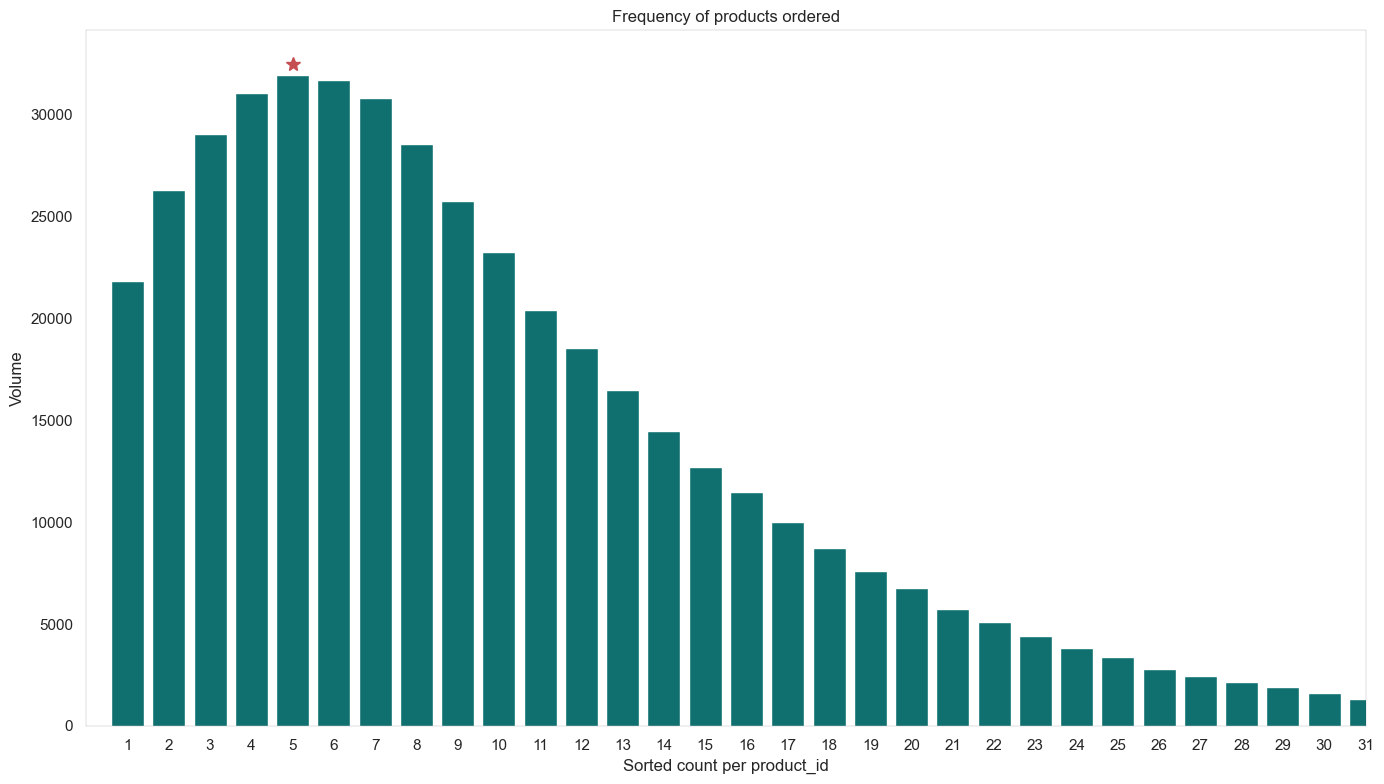 Frequency of products ordered
Volume
30000
25000
20000
15000
10000
5000
0
1 2 3 4 5 6 7 8 9 10 11 12 13 14 15 16 17 18 19 20 21 22 23 24 25 26 27 28 29 30 31
Sorted count per product_id